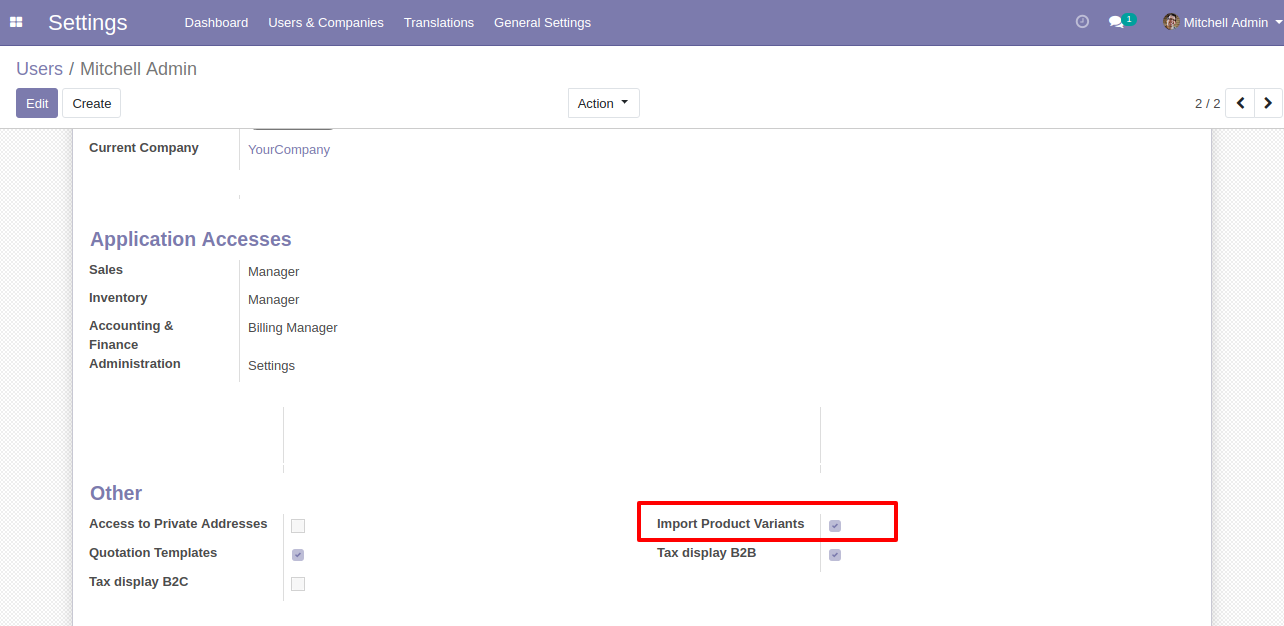 Settings Dashboard Users & Companies Translations General Settings 1 Mitchell Admin
Users / Mitchell Admin
Edit Create Action 2 / 2
Current Company YourCompany
Application Accesses
Sales Manager
Inventory Manager
Accounting & Billing Manager
Finance
Administration Settings
Other
Access to Private Addresses Import Product Variants
Quotation Templates Tax display B2B
Tax display B2C